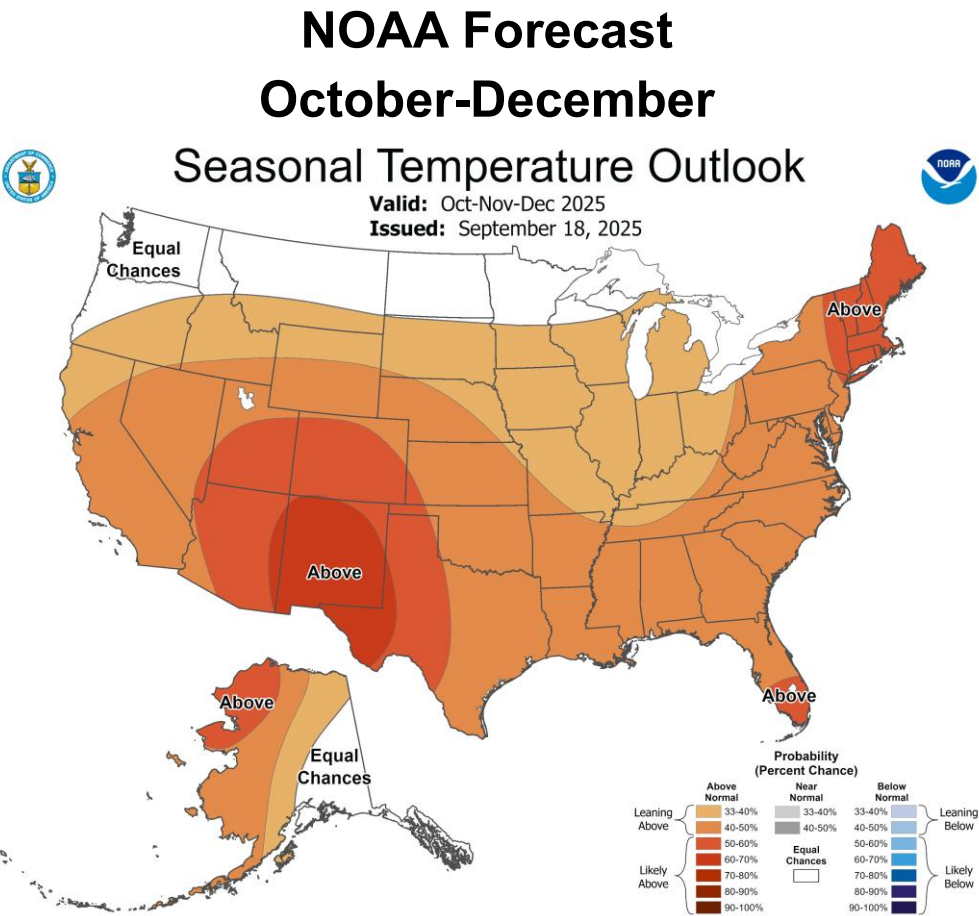 NOAA Forecast
October-December
Seasonal Temperature Outlook
NOAA
Valid: Oct-Nov-Dec 2025
Issued: September 18, 2025
Equal
Chances
Above
Above
Above
Above
Equal
Chances
Probability
(Percent Chance)
Above
Normal
Near
Normal
Below
Normal
Leaning
Above
33-40%
40-50%
Likely
Above
50-60%
60-70%
70-80%
80-90%
90-100%
33-40%
40-50%
Equal
Chances
33-40%
40-50%
Leaning
Below
50-60%
60-70%
70-80%
80-90%
90-100%
Likely
Below